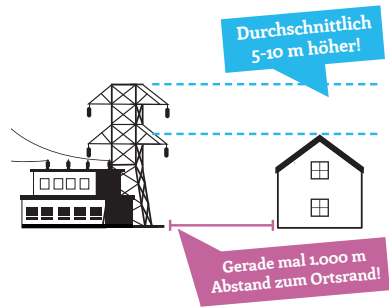 Durchschnittlich
5-10 m höher!
Gerade mal 1.000 m
Abstand zum Ortsrand!